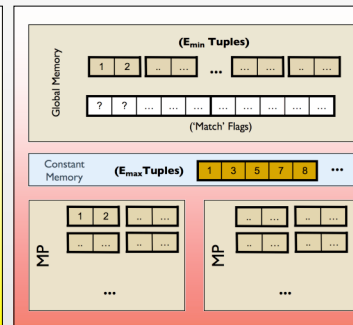 (Emin Tuples)
Global Memory
1 2 .. ... ... ... ... .. ...
? ? ... ... ... ... ... ... ...
('Match' Flags)
Constant Memory
(EmaxTuples) 1 3 5 7 8 ...
MP
1 2 .. ...
.. ... .. ...
...
MP
.. ... .. ...
.. ... .. ...
...